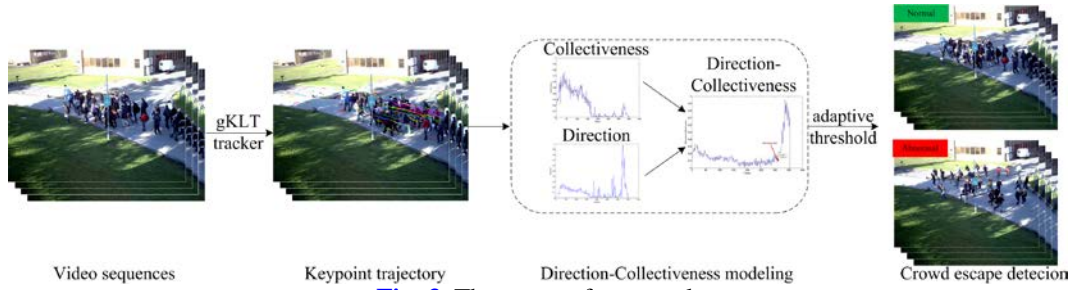 Normal
Collectiveness
Direction-
Collectiveness
gKLT
tracker
Direction
adaptive
threshold
Abnormal
Video sequences
Keypoint trajectory
Direction-Collectiveness modeling
Crowd escape detecion